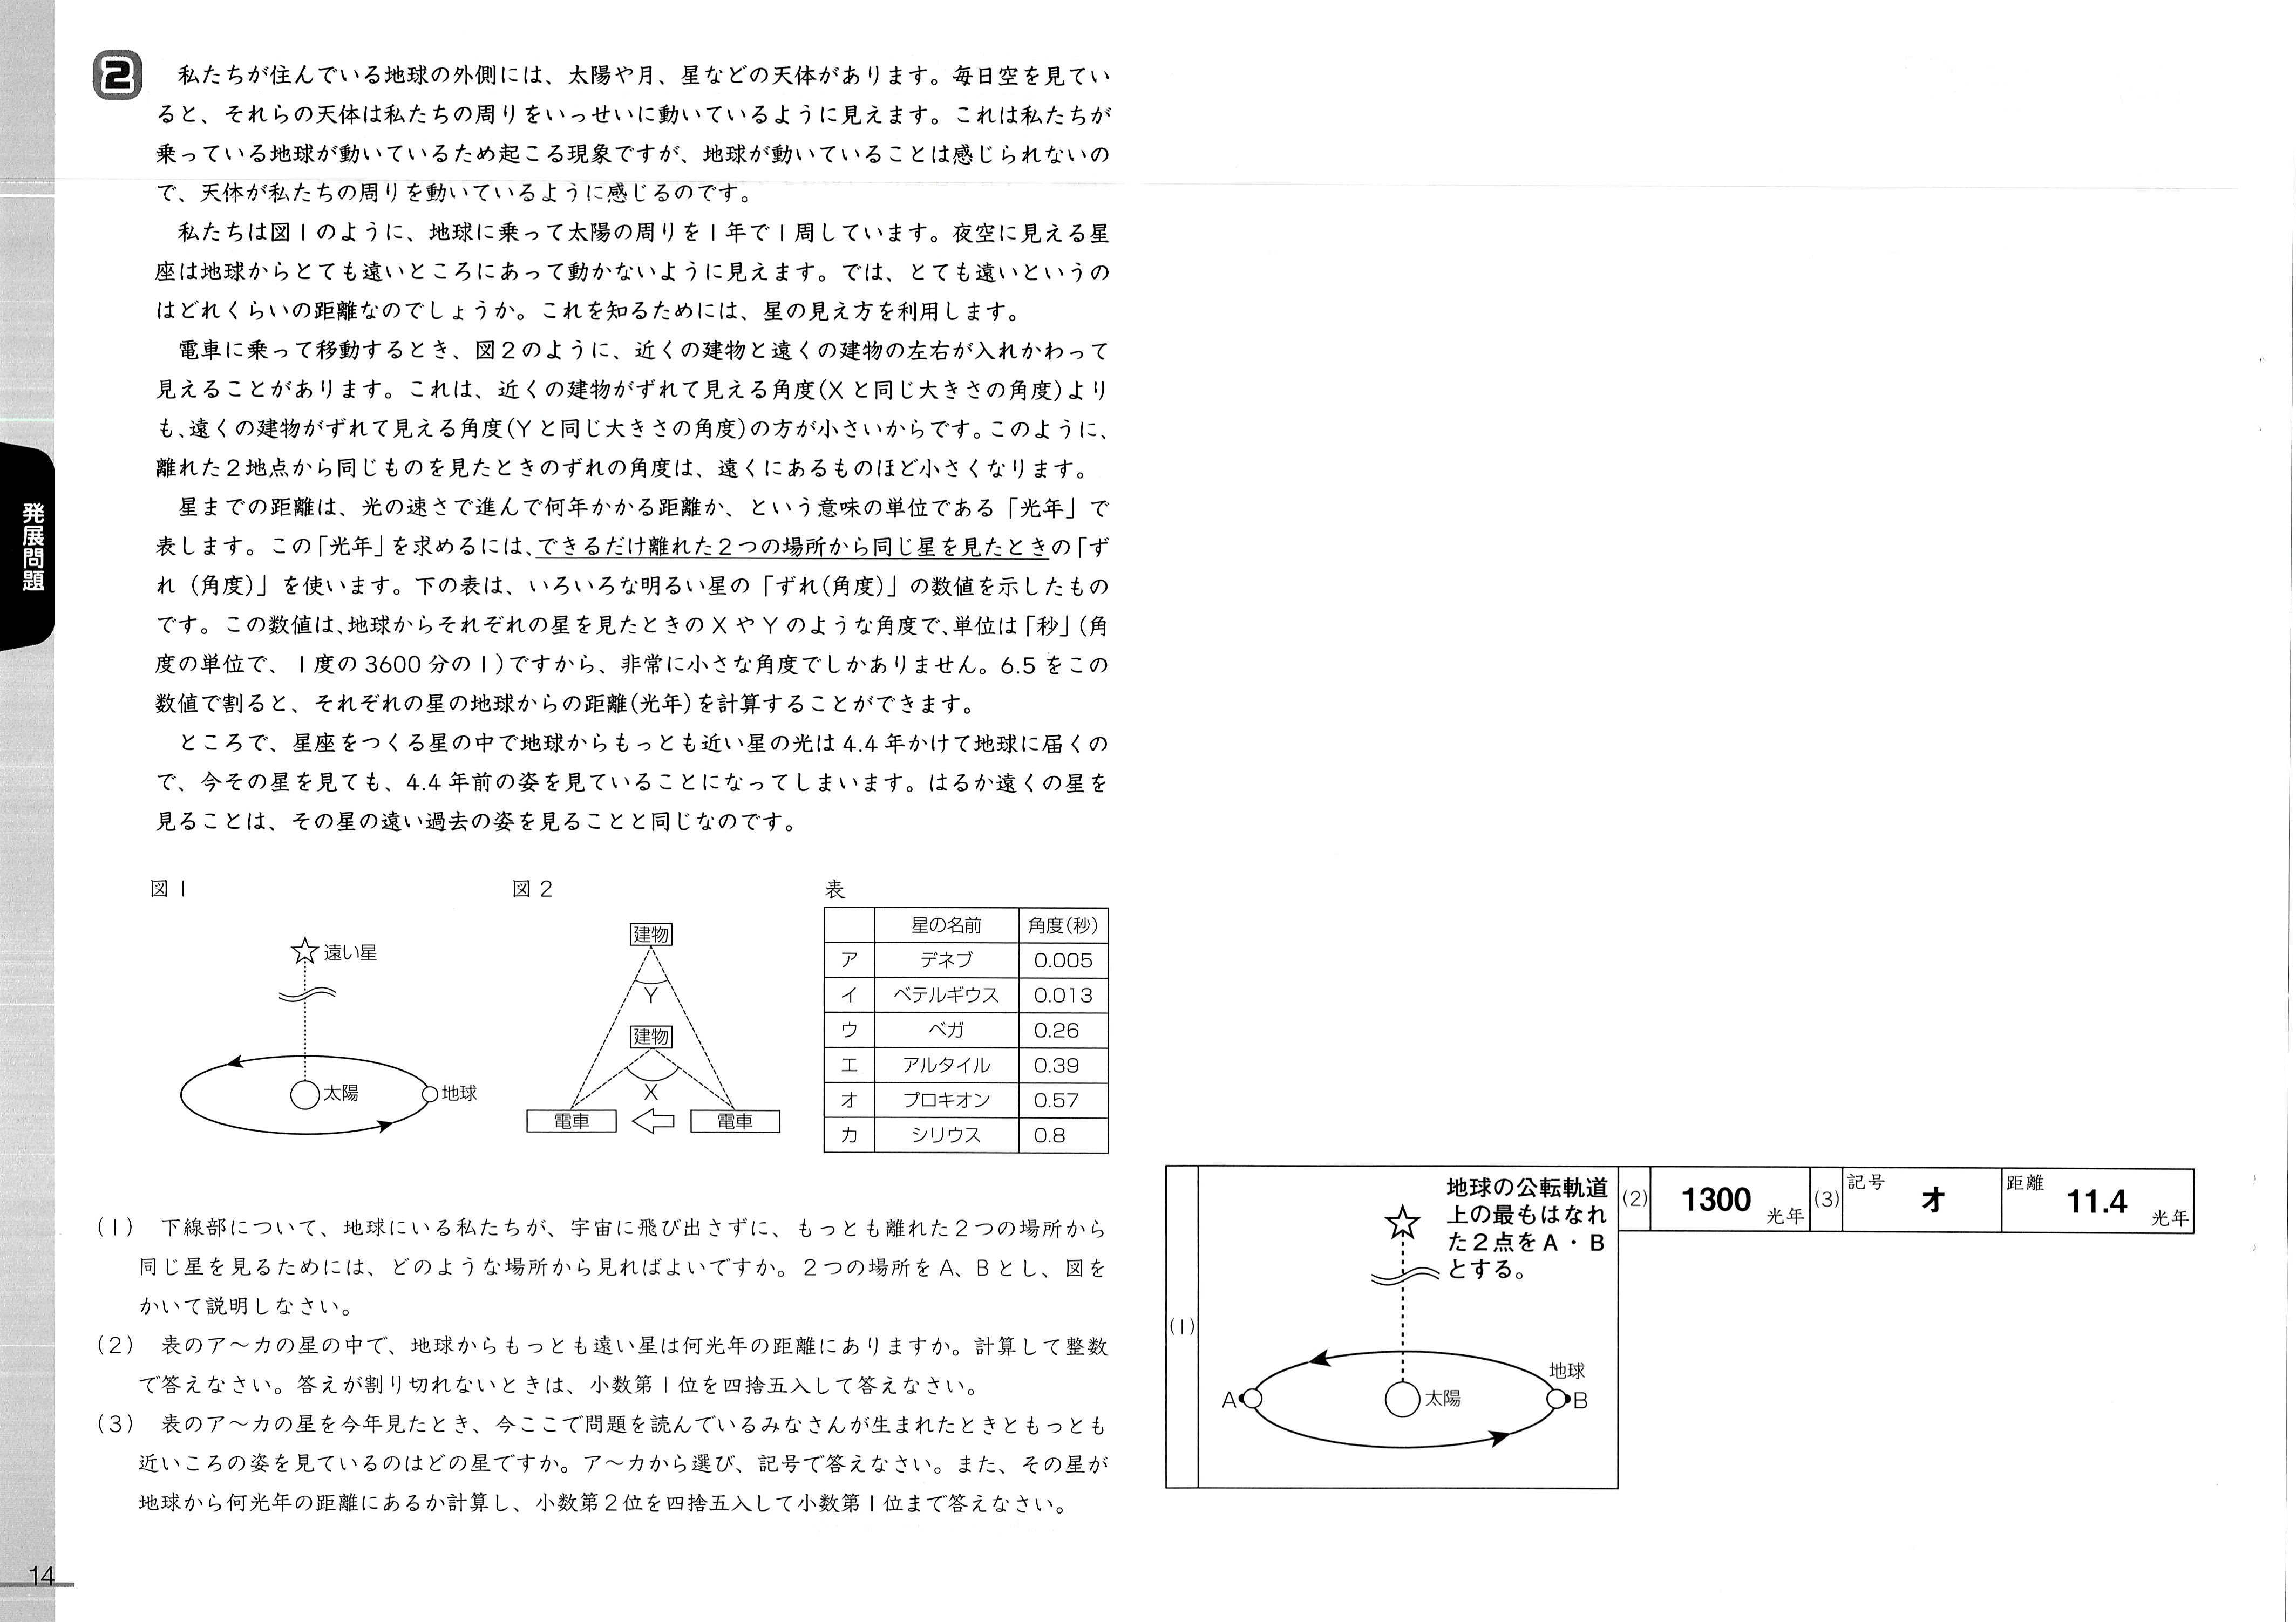 2
私たちが住んでいる地球の外側には、太陽や月、星などの天体があります。毎日空を見てい
ると、それらの天体は私たちの周りをいっせいに動いているように見えます。これは私たちが
乗っている地球が動いているため起こる現象ですが、地球が動いていることは感じられないの
で、天体が私たちの周りを動いているように感じるのです。
私たちは図1のように、地球に乗って太陽の周りを1年で1周しています。夜空に見える星
座は地球からとても遠いところにあって動かないように見えます。では、とても遠いというの
はどれくらいの距離なのでしょうか。これを知るためには、星の見え方を利用します。
電車に乗って移動するとき、図2のように、近くの建物と遠くの建物の左右が入れかわって
見えることがあります。これは、近くの建物がずれて見える角度(Xと同じ大きさの角度)より
も、遠くの建物がずれて見える角度(Yと同じ大きさの角度)の方が小さいからです。このように、
離れた2地点から同じものを見たときのずれの角度は、遠くにあるものほど小さくなります。
星までの距離は、光の速さで進んで何年かかる距離か、という意味の単位である「光年」で
表します。この「光年」を求めるには、できるだけ離れた2つの場所から同じ星を見たときの「ず
れ(角度)」を使います。下の表は、いろいろな明るい星の「ずれ(角度)」の数値を示したもの
です。この数値は、地球からそれぞれの星を見たときのXやYのような角度で、単位は「秒」(角
度の単位で、1度の3600分の1)ですから、非常に小さな角度でしかありません。6.5をこの
数値で割ると、それぞれの星の地球からの距離(光年)を計算することができます。
ところで、星座をつくる星の中で地球からもっとも近い星の光は4.4年かけて地球に届くの
で、今その星を見ても、4.4年前の姿を見ていることになってしまいます。はるか遠くの星を
見ることは、その星の遠い過去の姿を見ることと同じなのです。
発展問題
図1
遠い星
太陽
地球
図2
建物
Y
建物
X
電車
電車
表
星の名前 角度(秒)
ア デネブ 0.005
イ ベテルギウス 0.013
ウ ベガ 0.26
エ アルタイル 0.39
オ プロキオン 0.57
カ シリウス 0.8
(1) 下線部について、地球にいる私たちが、宇宙に飛び出さずに、もっとも離れた2つの場所から
同じ星を見るためには、どのような場所から見ればよいですか。2つの場所をA、Bとし、図を
かいて説明しなさい。
(2) 表のア~カの星の中で、地球からもっとも遠い星は何光年の距離にありますか。計算して整数
で答えなさい。答えが割り切れないときは、小数第1位を四捨五入して答えなさい。
(3) 表のア~カの星を今年見たとき、今ここで問題を読んでいるみなさんが生まれたときともっとも
近いころの姿を見ているのはどの星ですか。ア~カから選び、記号で答えなさい。また、その星が
地球から何光年の距離にあるか計算し、小数第2位を四捨五入して小数第1位まで答えなさい。
14
(1)
地球の公転軌道
上の最もはなれ
た2点をA・B
とする。
地球
A
太陽
B
(2) 1300 光年
(3) 記号 オ 距離 11.4 光年